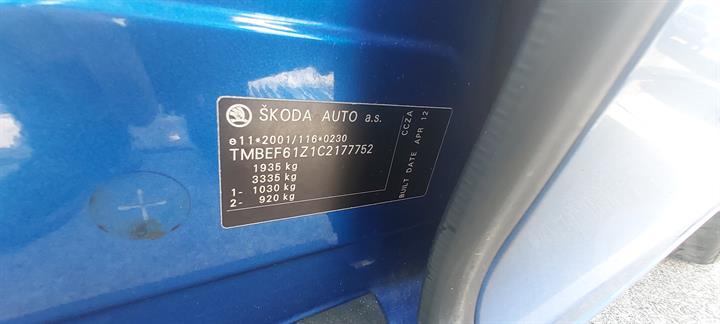 ŠKODA AUTO a.s.
e11*2001/116*0230
TMBEF61Z1C2177752
1935 kg
3335 kg
1- 1030 kg
2- 920 kg
CCZA
BUILT DATE APR 12